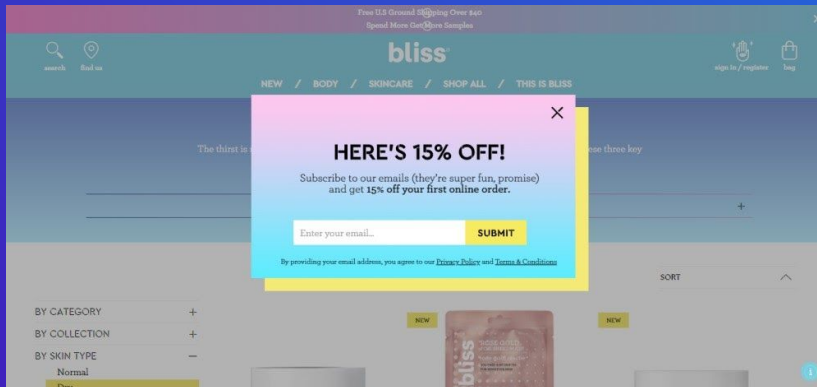 Free U.S Ground Shipping Over $40
Spend More Get More Samples
search
find us
bliss
sign in / register
bag
NEW / BODY / SKINCARE / SHOP ALL / THIS IS BLISS
The thirst is
ese three key
HERE'S 15% OFF!
Subscribe to our emails (they're super fun, promise)
and get 15% off your first online order.
Enter your email...
SUBMIT
By providing your email address, you agree to our Privacy Policy and Terms & Conditions
SORT
BY CATEGORY
BY COLLECTION
BY SKIN TYPE
Normal
Dry
NEW
NEW
bliss